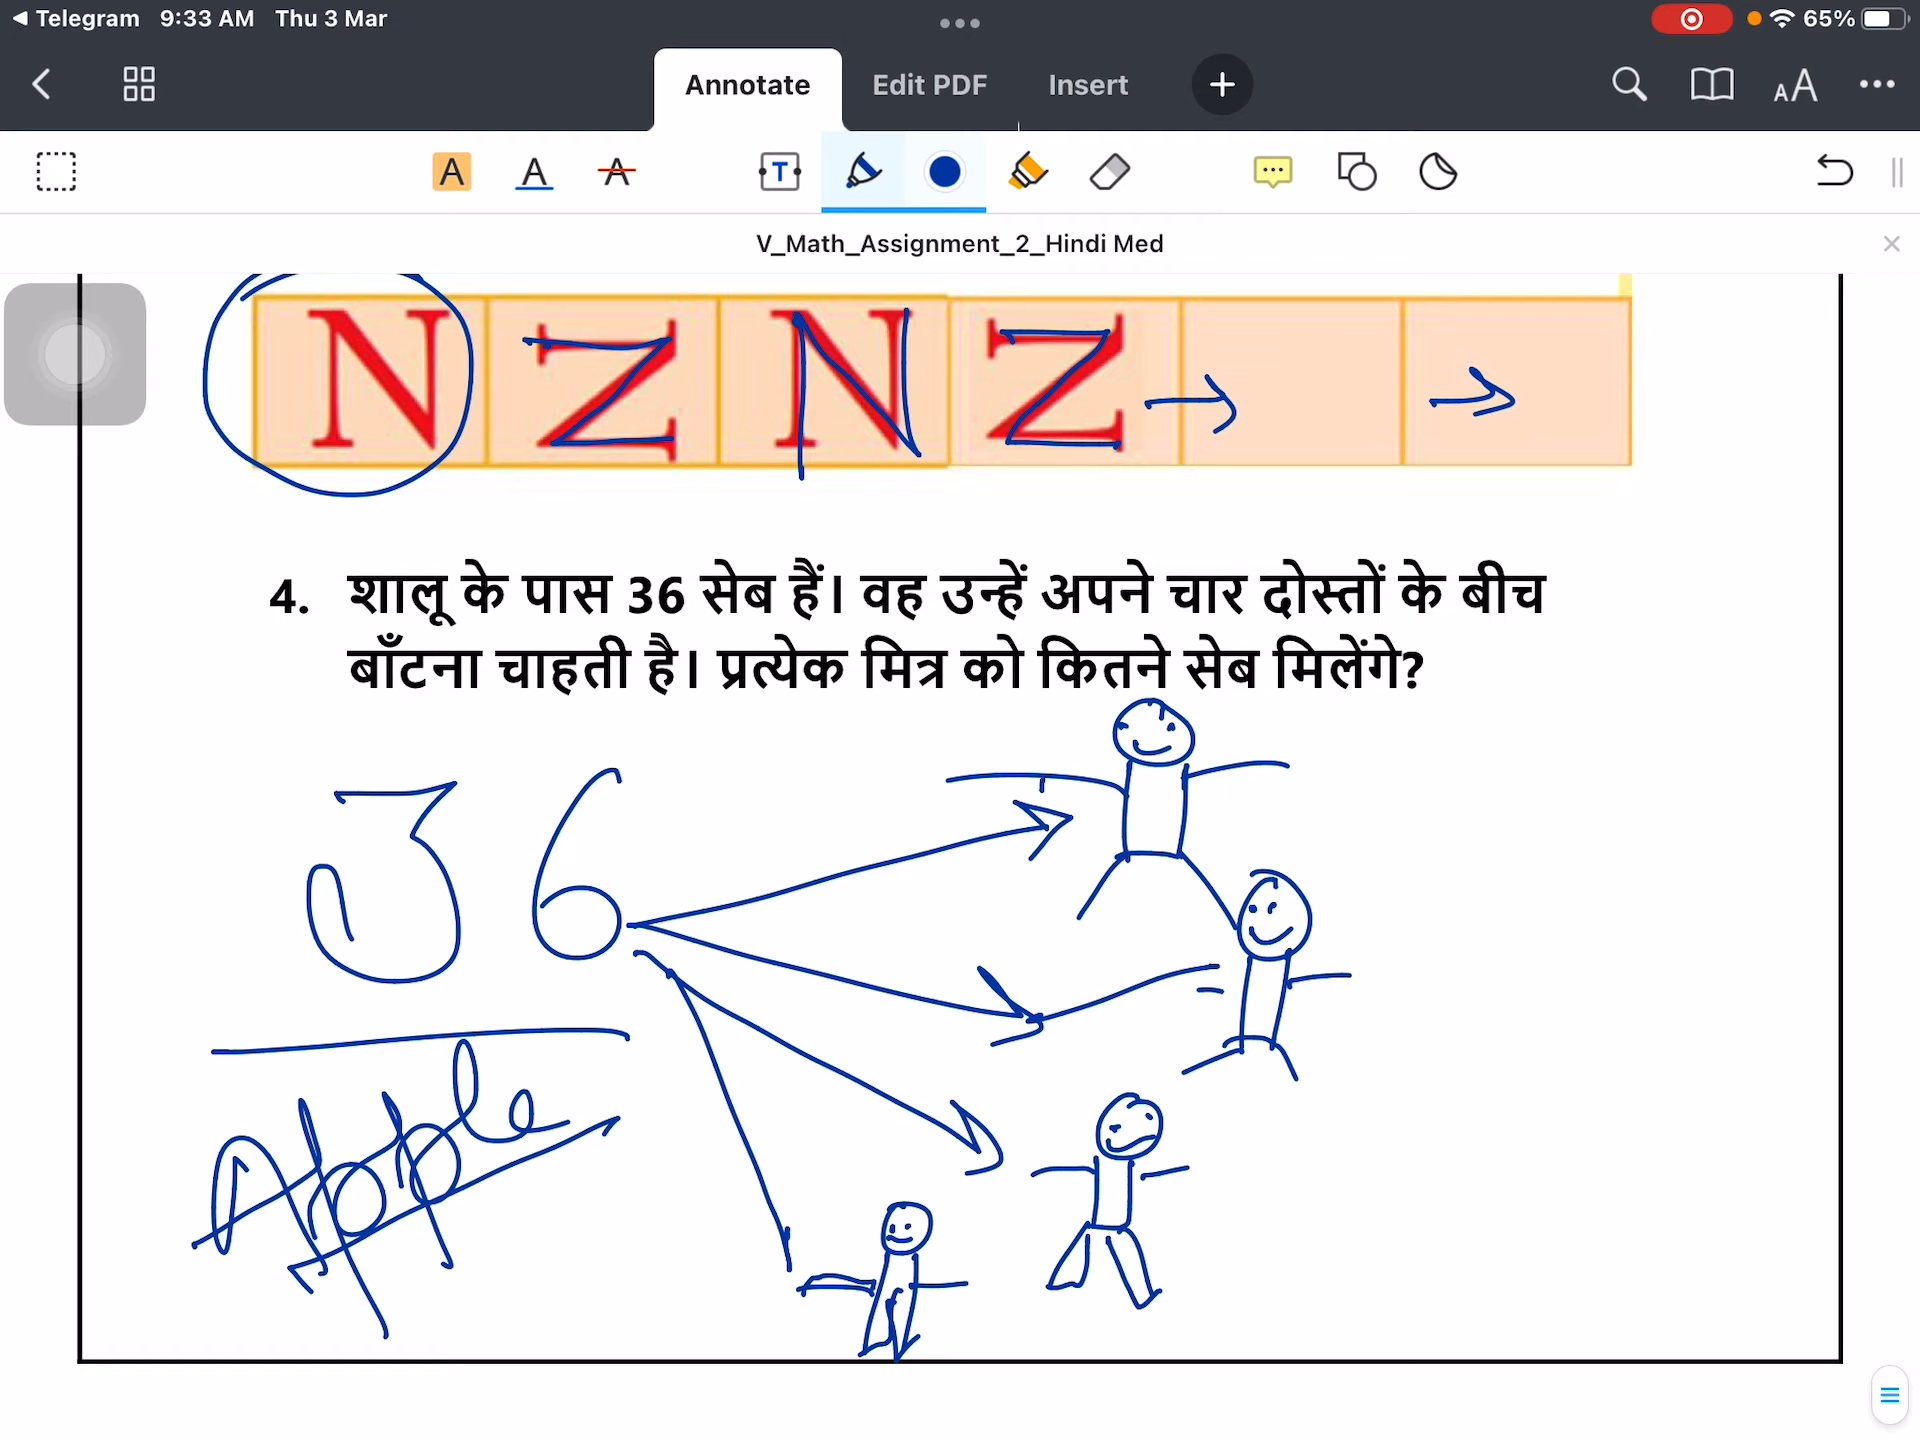 Telegram 9:33 AM Thu 3 Mar 65%
Annotate Edit PDF Insert
AA
A A A T
V_Math_Assignment_2_Hindi Med
N Z N Z
4. शालू के पास 36 सेब हैं। वह उन्हें अपने चार दोस्तों के बीच
बाँटना चाहती है। प्रत्येक मित्र को कितने सेब मिलेंगे?
36
Apple